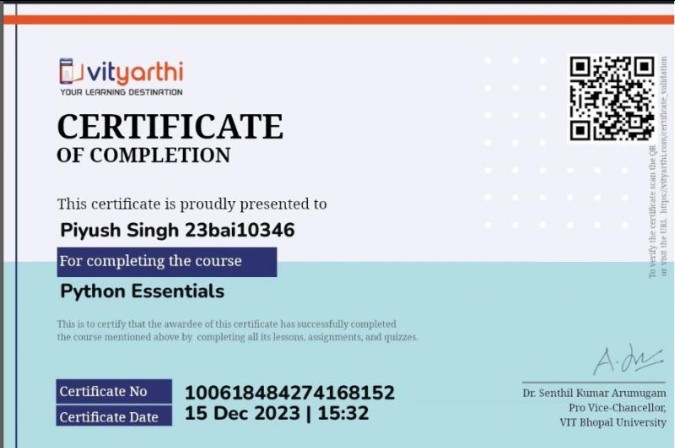 vityarthi
YOUR LEARNING DESTINATION
CERTIFICATE
OF COMPLETION
This certificate is proudly presented to
Piyush Singh 23bai10346
For completing the course
Python Essentials
This is to certify that the awardee of this certificate has successfully completed
the course mentioned above by completing all its lessons, assignments, and quizzes.
Certificate No 100618484274168152
Certificate Date 15 Dec 2023 | 15:32
To verify the certificate scan the QR
or visit the URL https://vityarthi.com/certificate_validation
Dr. Senthil Kumar Arumugam
Pro Vice-Chancellor,
VIT Bhopal University